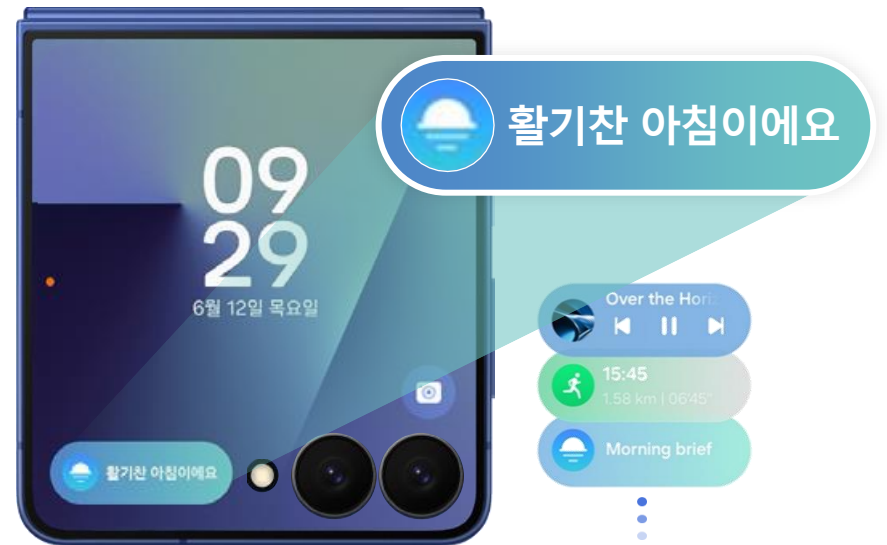 활기찬 아침이에요
09
29
6월 12일 목요일
활기찬 아침이에요
Over the Hori
15:45
1.58 km | 06'45"
Morning brief